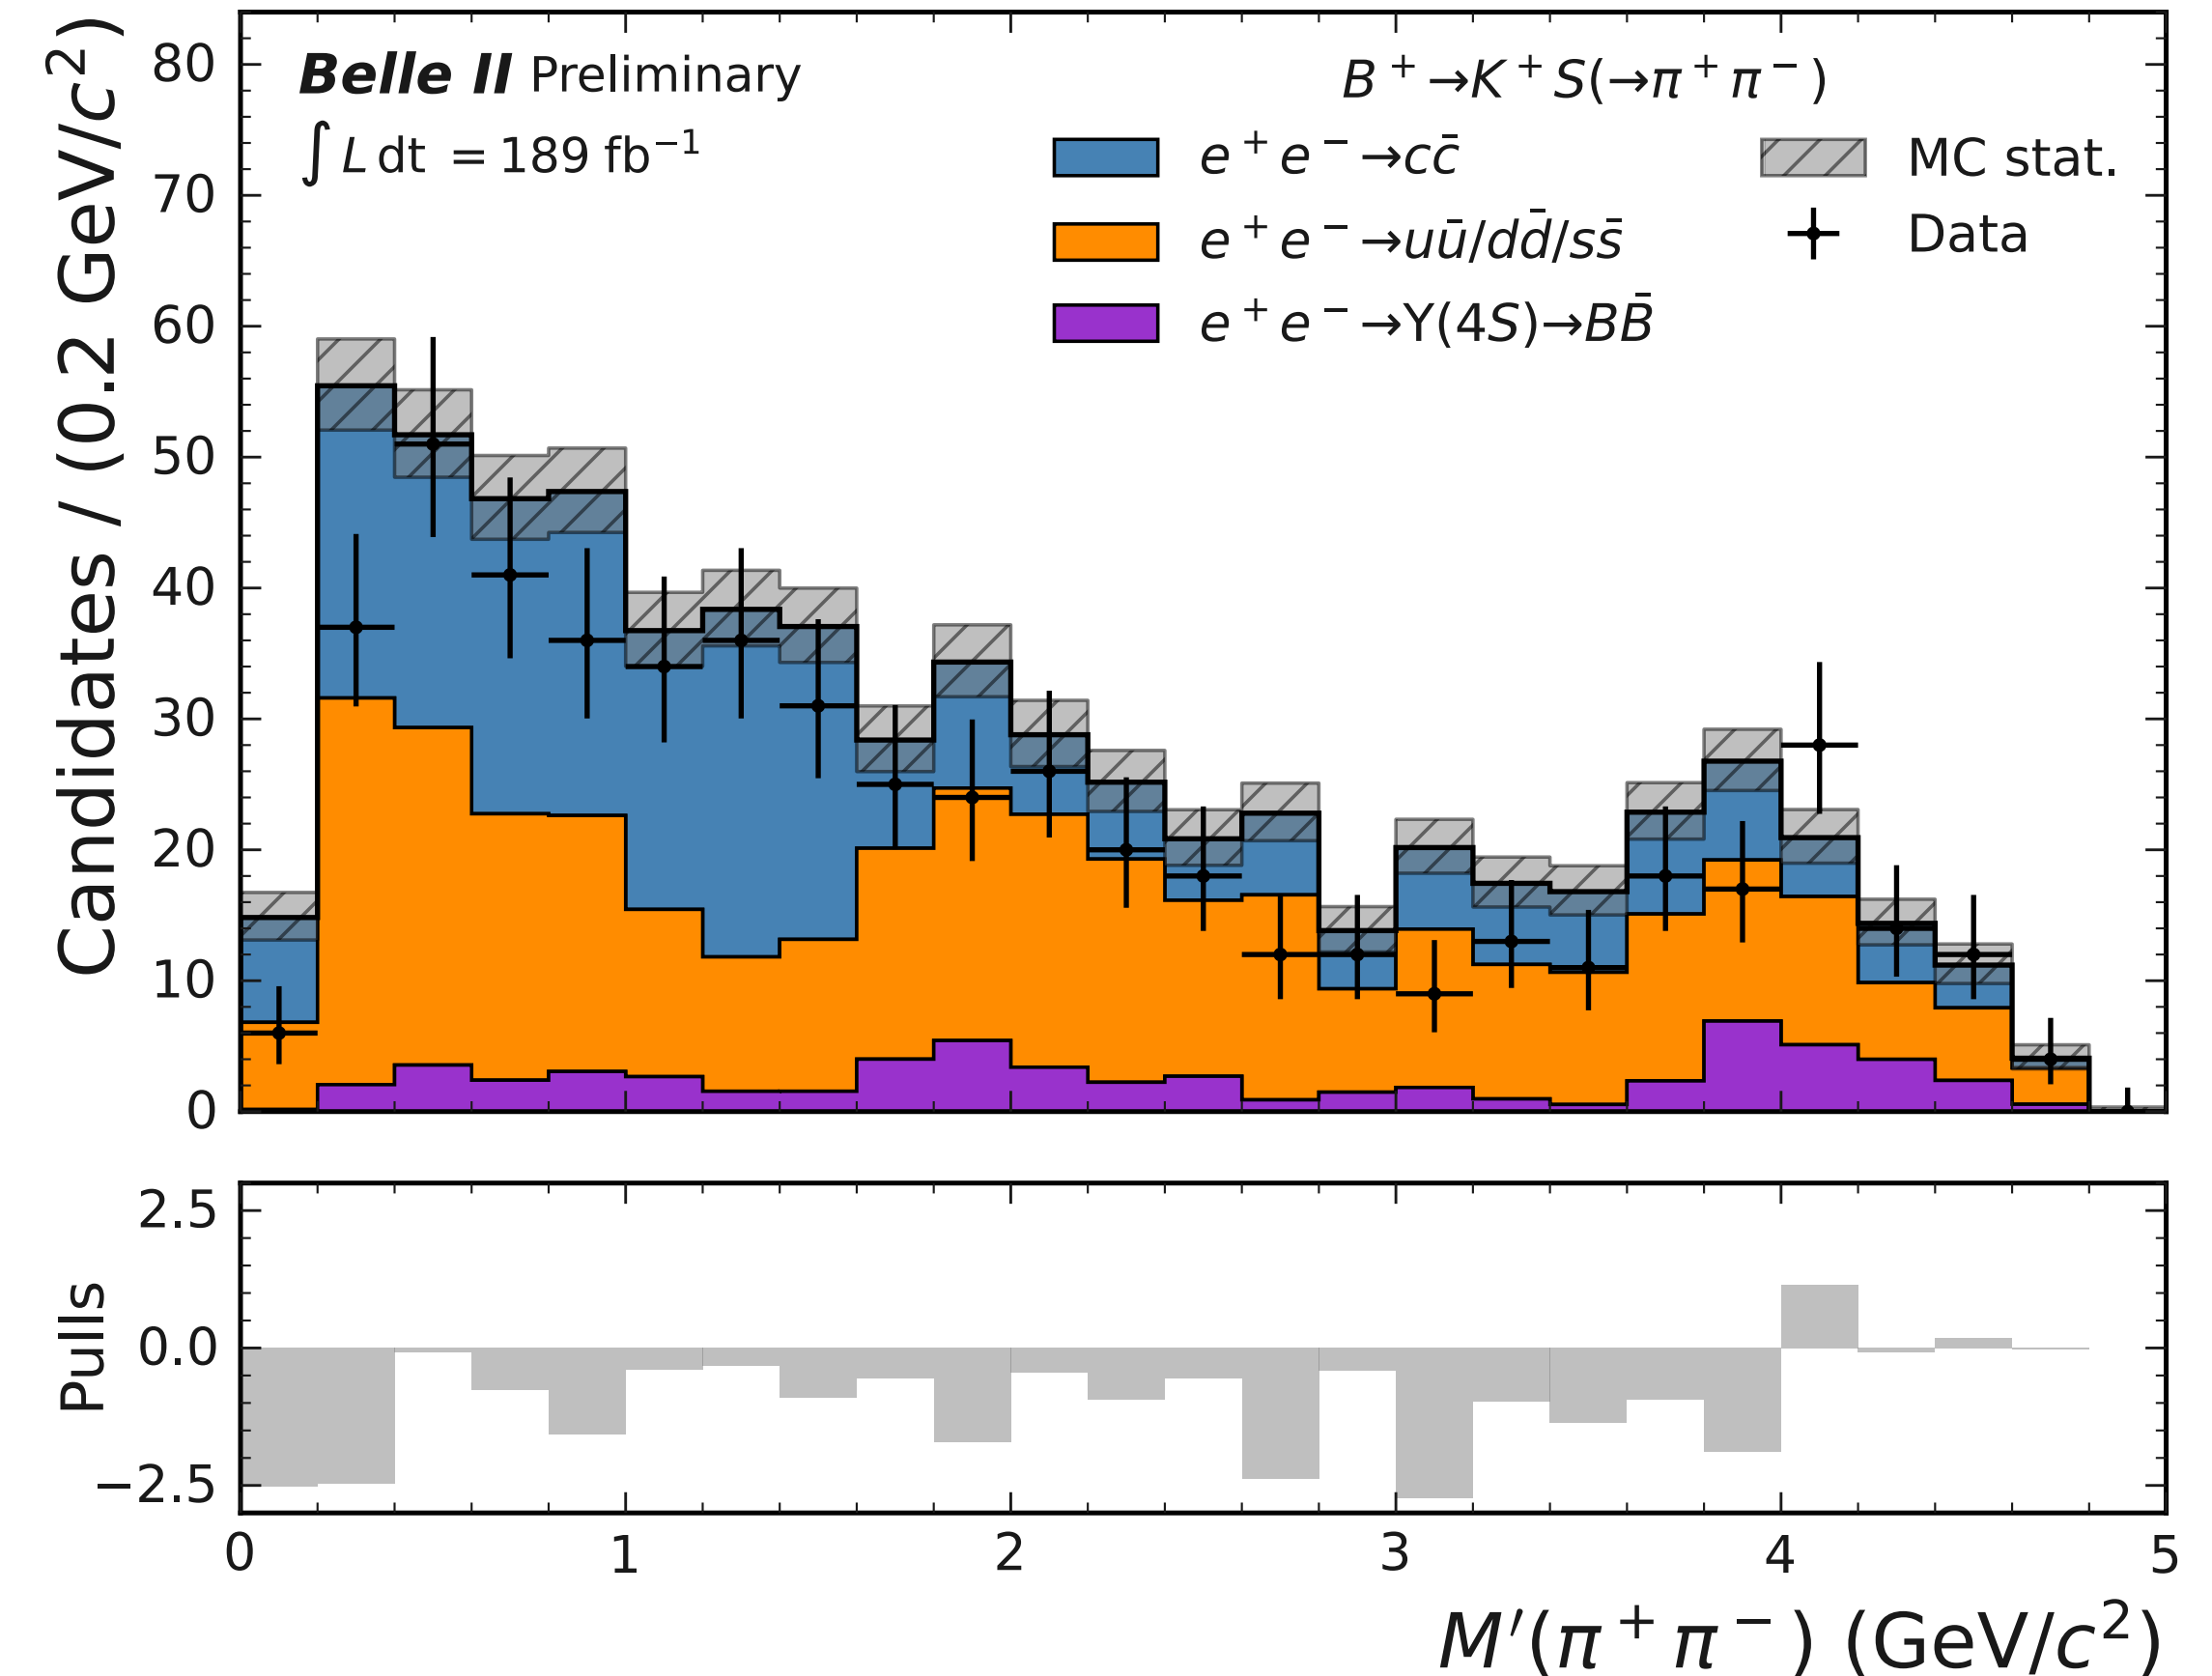 Candidates / (0.2 GeV/c²)
80
70
60
50
40
30
20
10
0
Belle II Preliminary
∫ L dt = 189 fb⁻¹
B⁺→K⁺S(→π⁺π⁻)
e⁺e⁻→cc̄
e⁺e⁻→uū/dd̄/ss̄
e⁺e⁻→Υ(4S)→BB̄
MC stat.
Data
Pulls
2.5
0.0
−2.5
0 1 2 3 4 5
M′(π⁺π⁻) (GeV/c²)